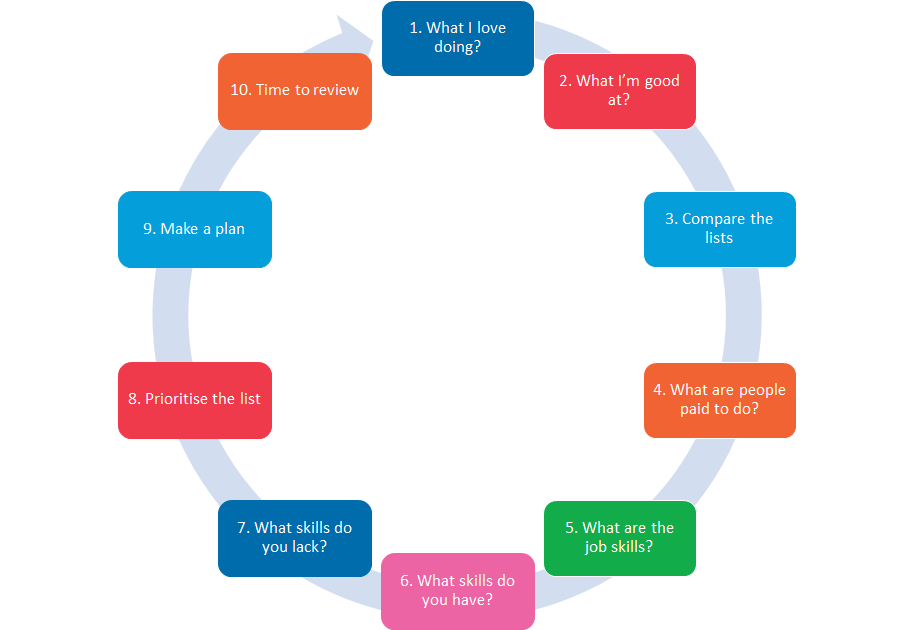 1. What I love
doing?
2. What I’m good
at?
3. Compare the
lists
4. What are people
paid to do?
5. What are the
job skills?
6. What skills do
you have?
7. What skills do
you lack?
8. Prioritise the list
9. Make a plan
10. Time to review